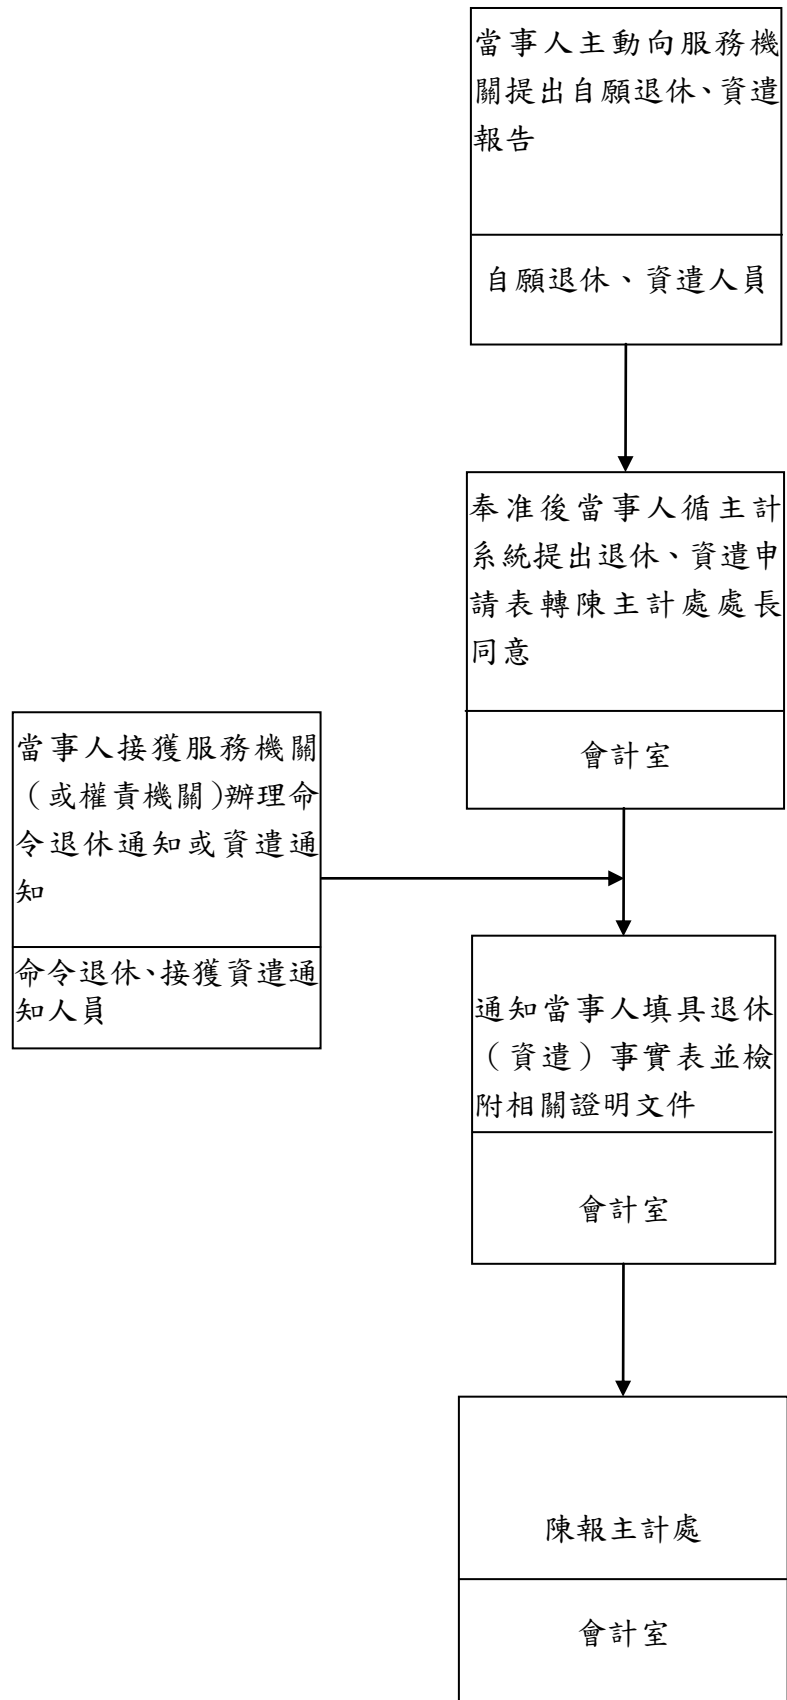 當事人主動向服務機
關提出自願退休、資遣
報告
自願退休、資遣人員
奉准後當事人循主計
系統提出退休、資遣申
請表轉陳主計處處長
同意
會計室
當事人接獲服務機關
（或權責機關）辦理命
令退休通知或資遣通
知
命令退休、接獲資遣通
知人員
通知當事人填具退休
（資遣）事實表並檢
附相關證明文件
會計室
陳報主計處
會計室